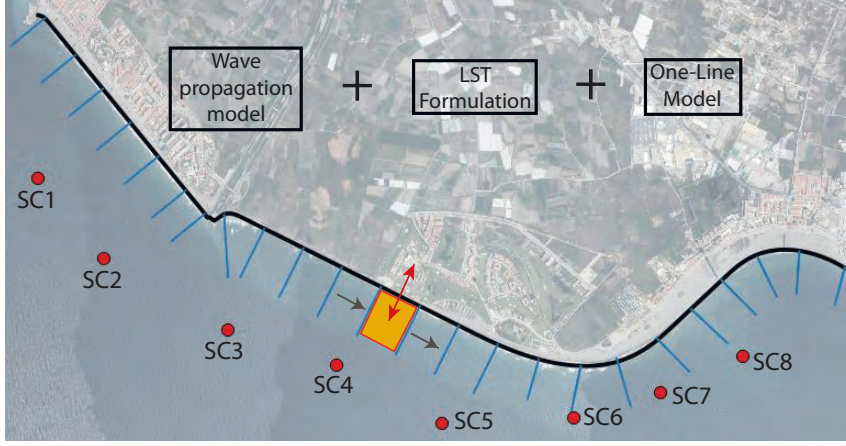 Wave
propagation
model
+
LST
Formulation
+
One-Line
Model
SC1
SC2
SC3
SC4
SC5
SC6
SC7
SC8